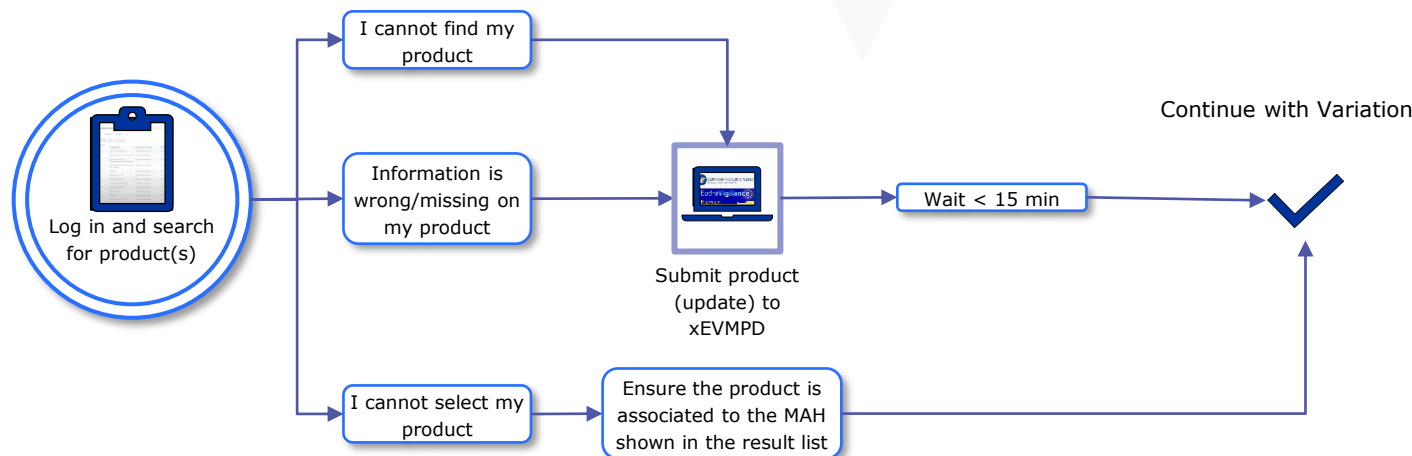 I cannot find my
product
Continue with Variation
Log in and search
for product(s)
Information is
wrong/missing on
my product
EudraVigilance
Human
Wait < 15 min
Submit product
(update) to
xEVMPD
I cannot select my
product
Ensure the product is
associated to the MAH
shown in the result list